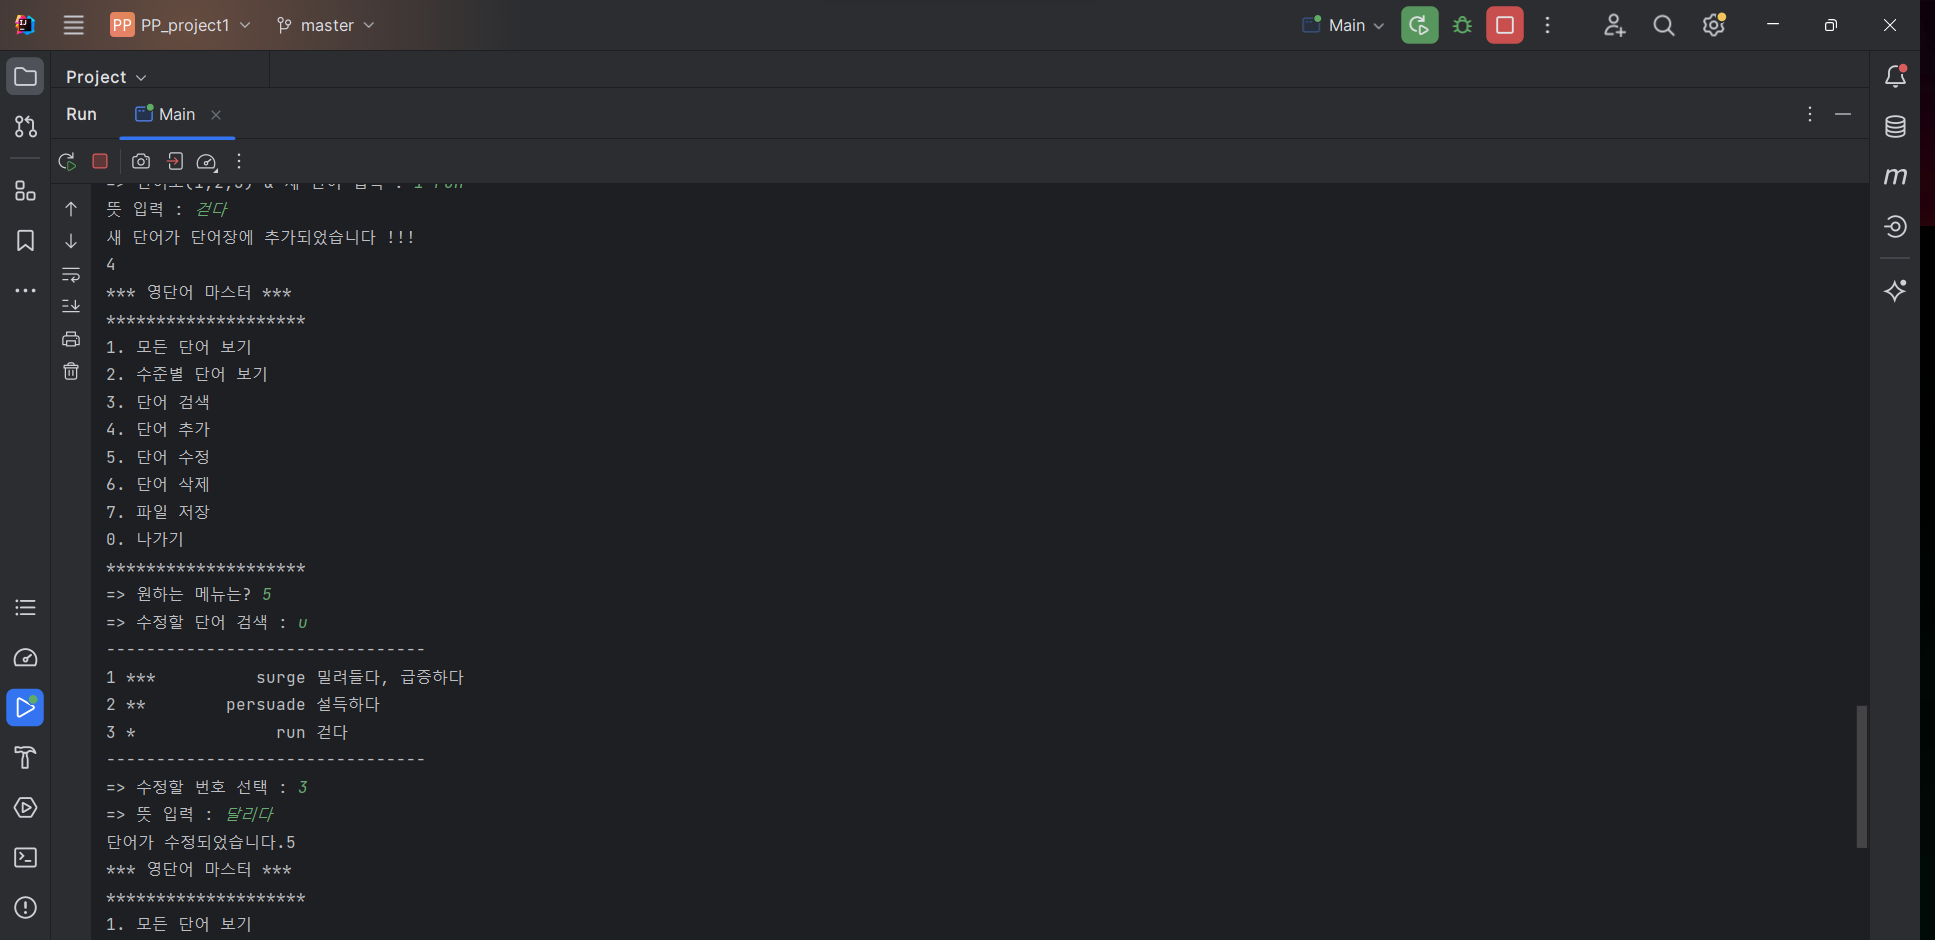 PP PP_project1 master Main
Project
Run Main
뜻 입력 : 걷다
새 단어가 단어장에 추가되었습니다 !!!
4
*** 영단어 마스터 ***
********************
1. 모든 단어 보기
2. 수준별 단어 보기
3. 단어 검색
4. 단어 추가
5. 단어 수정
6. 단어 삭제
7. 파일 저장
0. 나가기
********************
=> 원하는 메뉴는? 5
=> 수정할 단어 검색 : u
--------------------------------
1 *** surge 밀려들다, 급증하다
2 ** persuade 설득하다
3 * run 걷다
--------------------------------
=> 수정할 번호 선택 : 3
=> 뜻 입력 : 달리다
단어가 수정되었습니다.5
*** 영단어 마스터 ***
********************
1. 모든 단어 보기